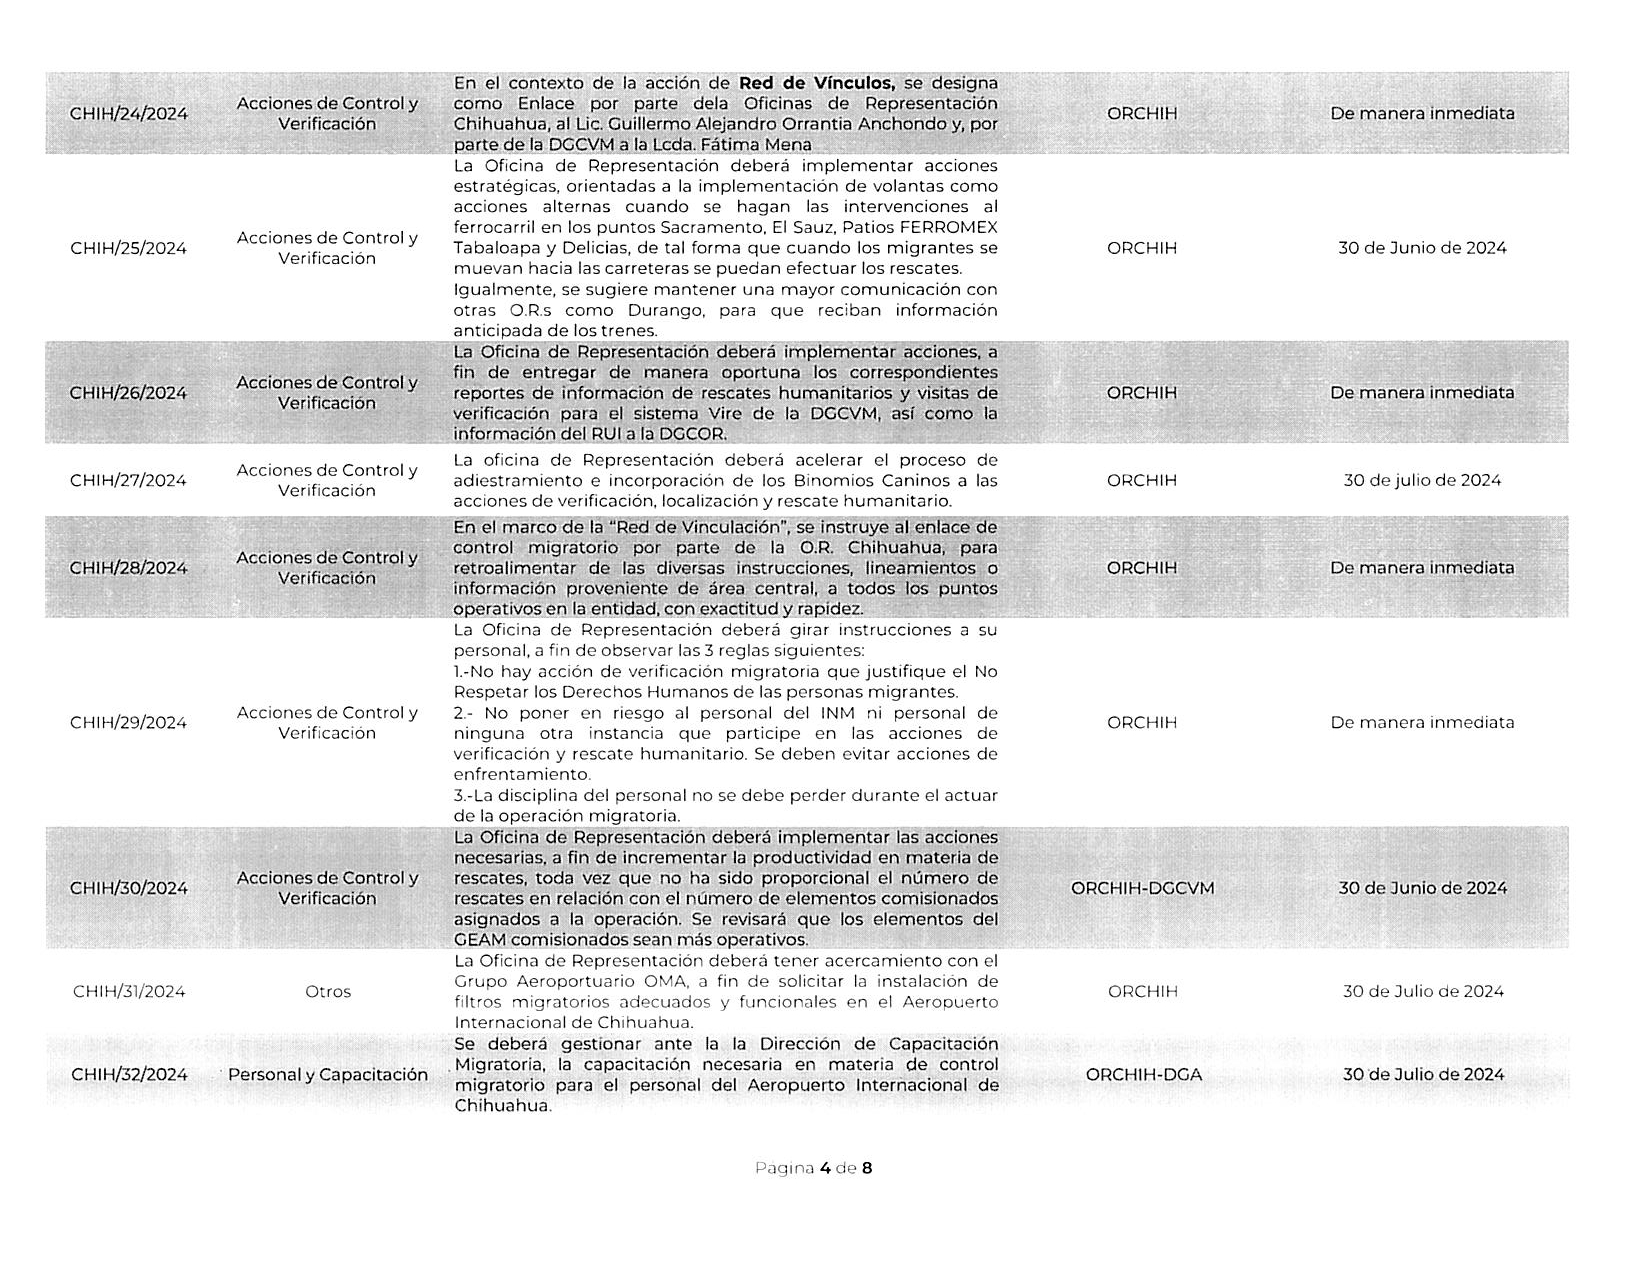 CHIH/24/2024
Acciones de Control y
Verificación
En el contexto de la acción de Red de Vínculos, se designa
como Enlace por parte dela Oficinas de Representación
Chihuahua, al Lic. Guillermo Alejandro Orrantia Anchondo y, por
parte de la DGCVM a la Lcda. Fátima Mena
ORCHIH
De manera inmediata
CHIH/25/2024
Acciones de Control y
Verificación
La Oficina de Representación deberá implementar acciones
estratégicas, orientadas a la implementación de volantas como
acciones alternas cuando se hagan las intervenciones al
ferrocarril en los puntos Sacramento, El Sauz, Patios FERROMEX
Tabaloapa y Delicias, de tal forma que cuando los migrantes se
muevan hacia las carreteras se puedan efectuar los rescates.
Igualmente, se sugiere mantener una mayor comunicación con
otras O.R.s como Durango, para que reciban información
anticipada de los trenes.
ORCHIH
30 de Junio de 2024
CHIH/26/2024
Acciones de Control y
Verificación
La Oficina de Representación deberá implementar acciones, a
fin de entregar de manera oportuna los correspondientes
reportes de información de rescates humanitarios y visitas de
verificación para el sistema Vire de la DGCVM, así como la
información del RUI a la DGCOR.
ORCHIH
De manera inmediata
CHIH/27/2024
Acciones de Control y
Verificación
La oficina de Representación deberá acelerar el proceso de
adiestramiento e incorporación de los Binomios Caninos a las
acciones de verificación, localización y rescate humanitario.
ORCHIH
30 de julio de 2024
CHIH/28/2024
Acciones de Control y
Verificación
En el marco de la “Red de Vinculación”, se instruye al enlace de
control migratorio por parte de la O.R. Chihuahua, para
retroalimentar de las diversas instrucciones, lineamientos o
información proveniente de área central, a todos los puntos
operativos en la entidad, con exactitud y rapidez.
ORCHIH
De manera inmediata
CHIH/29/2024
Acciones de Control y
Verificación
La Oficina de Representación deberá girar instrucciones a su
personal, a fin de observar las 3 reglas siguientes:
1.-No hay acción de verificación migratoria que justifique el No
Respetar los Derechos Humanos de las personas migrantes.
2.- No poner en riesgo al personal del INM ni personal de
ninguna otra instancia que participe en las acciones de
verificación y rescate humanitario. Se deben evitar acciones de
enfrentamiento.
3.-La disciplina del personal no se debe perder durante el actuar
de la operación migratoria.
ORCHIH
De manera inmediata
CHIH/30/2024
Acciones de Control y
Verificación
La Oficina de Representación deberá implementar las acciones
necesarias, a fin de incrementar la productividad en materia de
rescates, toda vez que no ha sido proporcional el número de
rescates en relación con el número de elementos comisionados
asignados a la operación. Se revisará que los elementos del
GEAM comisionados sean más operativos.
ORCHIH-DGCVM
30 de Junio de 2024
CHIH/31/2024
Otros
La Oficina de Representación deberá tener acercamiento con el
Grupo Aeroportuario OMA, a fin de solicitar la instalación de
filtros migratorios adecuados y funcionales en el Aeropuerto
Internacional de Chihuahua.
ORCHIH
30 de Julio de 2024
CHIH/32/2024
Personal y Capacitación
Se deberá gestionar ante la la Dirección de Capacitación
Migratoria, la capacitación necesaria en materia de control
migratorio para el personal del Aeropuerto Internacional de
Chihuahua.
ORCHIH-DGA
30 de Julio de 2024
Página 4 de 8